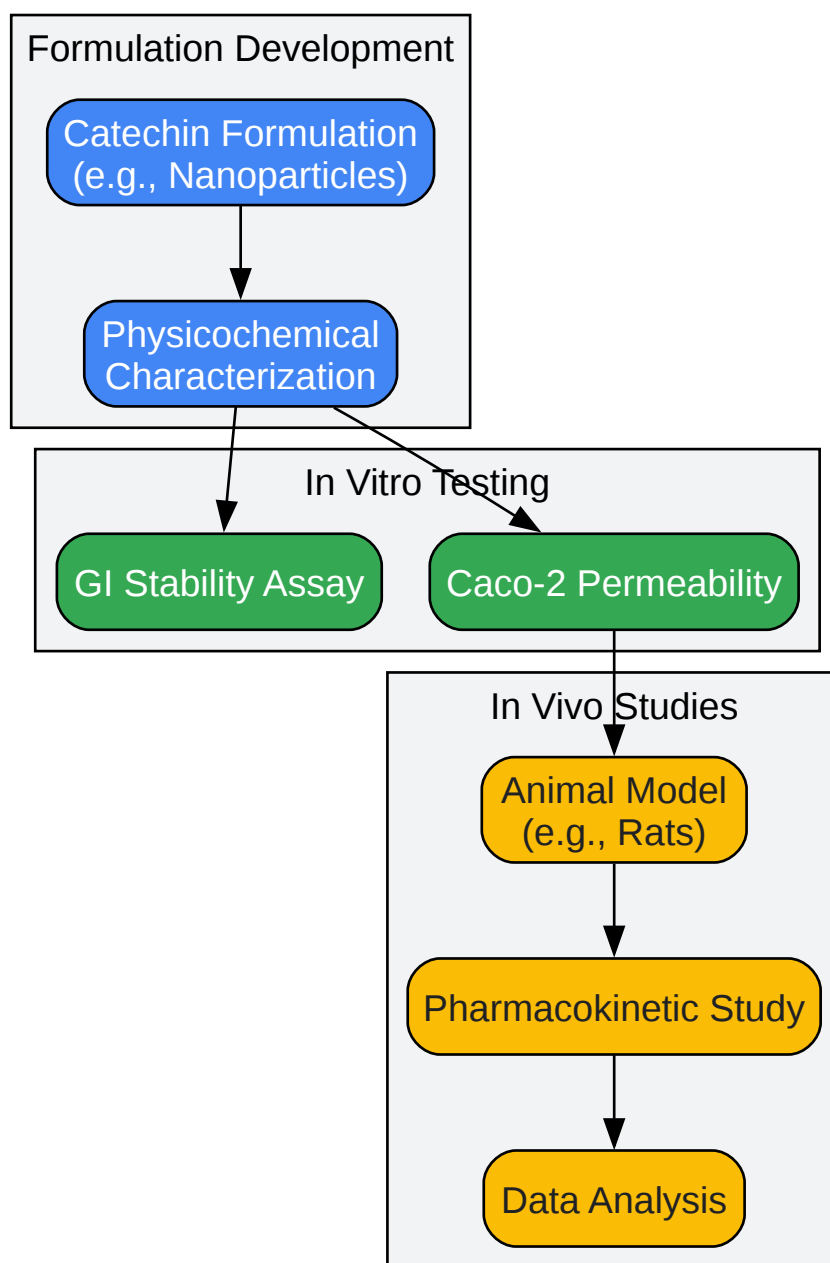 Formulation Development
Catechin Formulation
(e.g., Nanoparticles)
Physicochemical
Characterization
In Vitro Testing
GI Stability Assay
Caco-2 Permeability
In Vivo Studies
Animal Model
(e.g., Rats)
Pharmacokinetic Study
Data Analysis